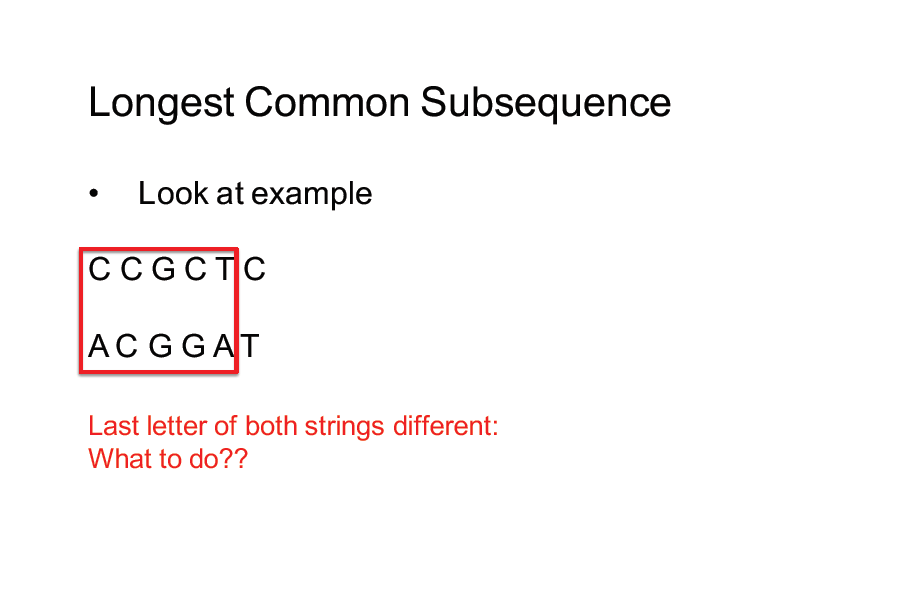 Longest Common Subsequence
• Look at example
C C G C T C
A C G G A T
Last letter of both strings different:
What to do??